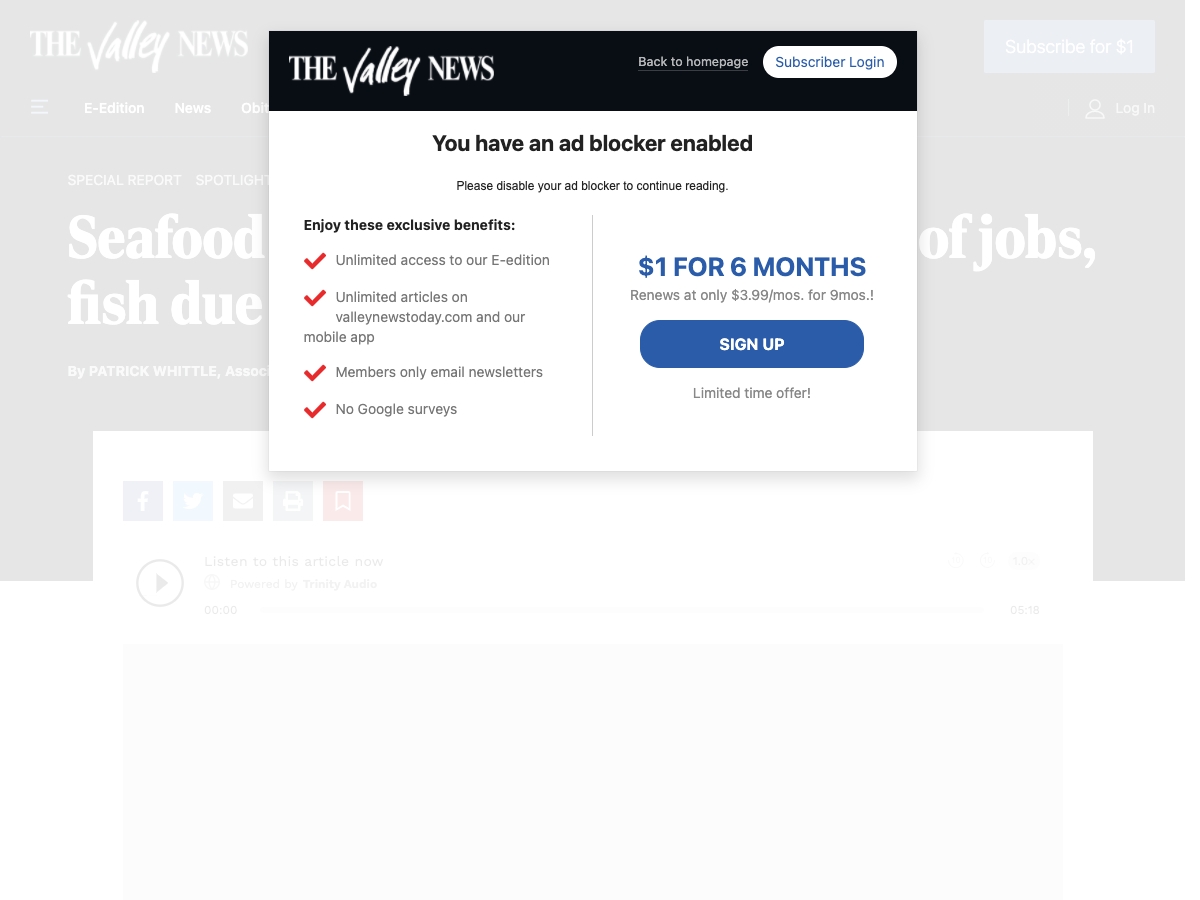 THE Valley NEWS
Subscribe for $1
E-Edition
News
Log In
SPECIAL REPORT SPOTLIGHT
Seafood of jobs,
fish due
By PATRICK WHITTLE,
THE Valley NEWS
Back to homepage
Subscriber Login
You have an ad blocker enabled
Please disable your ad blocker to continue reading.
Enjoy these exclusive benefits:
Unlimited access to our E-edition
Unlimited articles on
valleynewstoday.com and our
mobile app
Members only email newsletters
No Google surveys
$1 FOR 6 MONTHS
Renews at only $3.99/mos. for 9mos.!
SIGN UP
Limited time offer!
Listen to this article now
Powered by Trinity Audio
1.0×
00:00
05:18